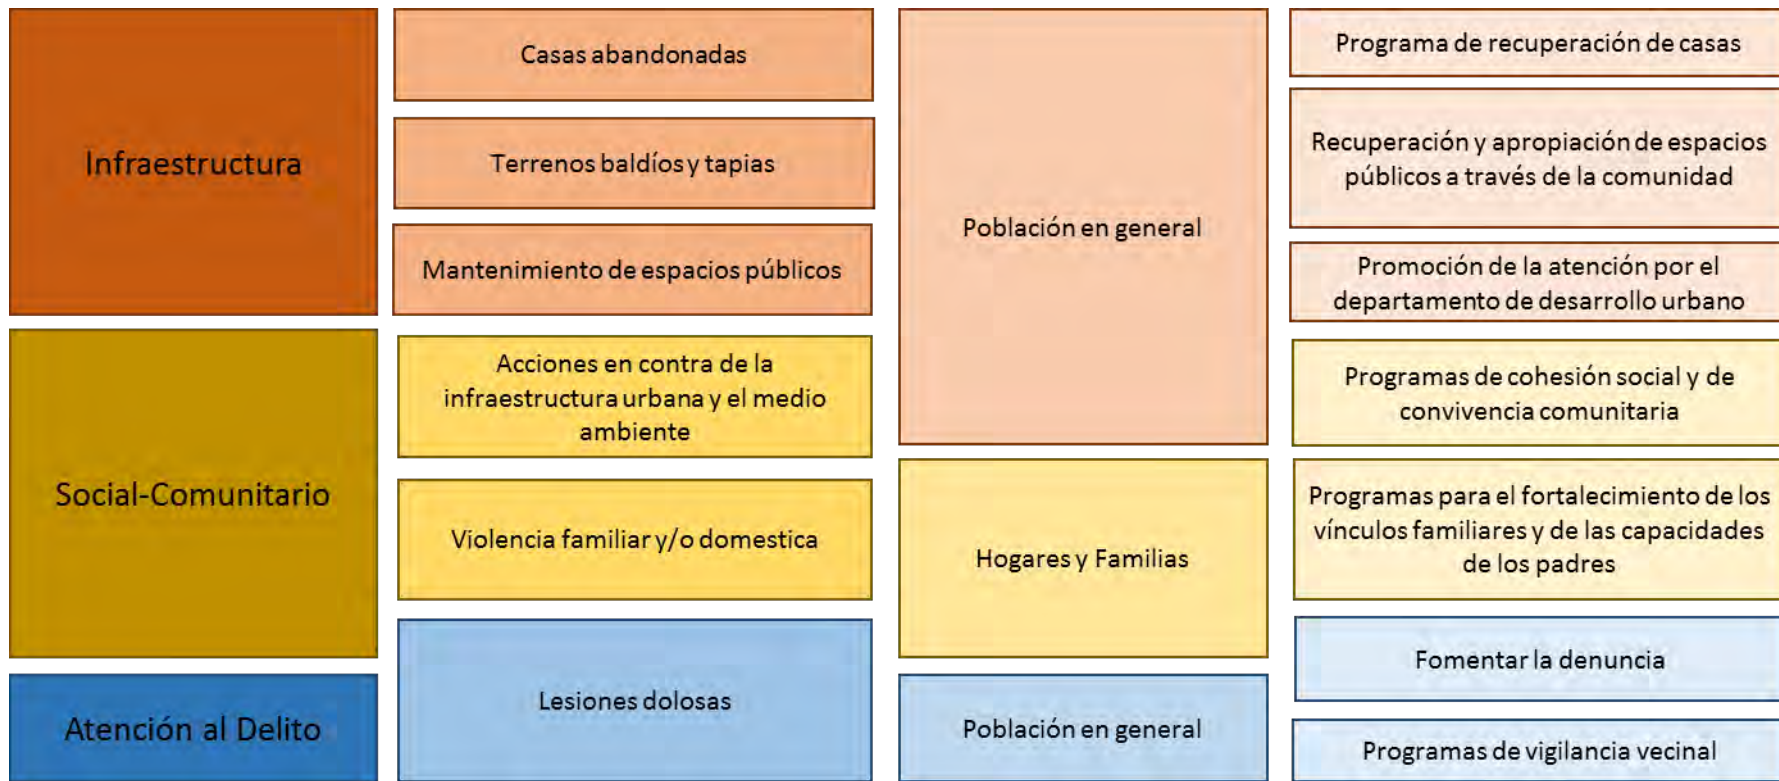 Infraestructura
Casas abandonadas
Terrenos baldíos y tapias
Mantenimiento de espacios públicos
Población en general
Programa de recuperación de casas
Recuperación y apropiación de espacios
públicos a través de la comunidad
Promoción de la atención por el
departamento de desarrollo urbano
Social-Comunitario
Acciones en contra de la
infraestructura urbana y el medio
ambiente
Violencia familiar y/o domestica
Hogares y Familias
Programas de cohesión social y de
convivencia comunitaria
Programas para el fortalecimiento de los
vínculos familiares y de las capacidades
de los padres
Atención al Delito
Lesiones dolosas
Población en general
Fomentar la denuncia
Programas de vigilancia vecinal